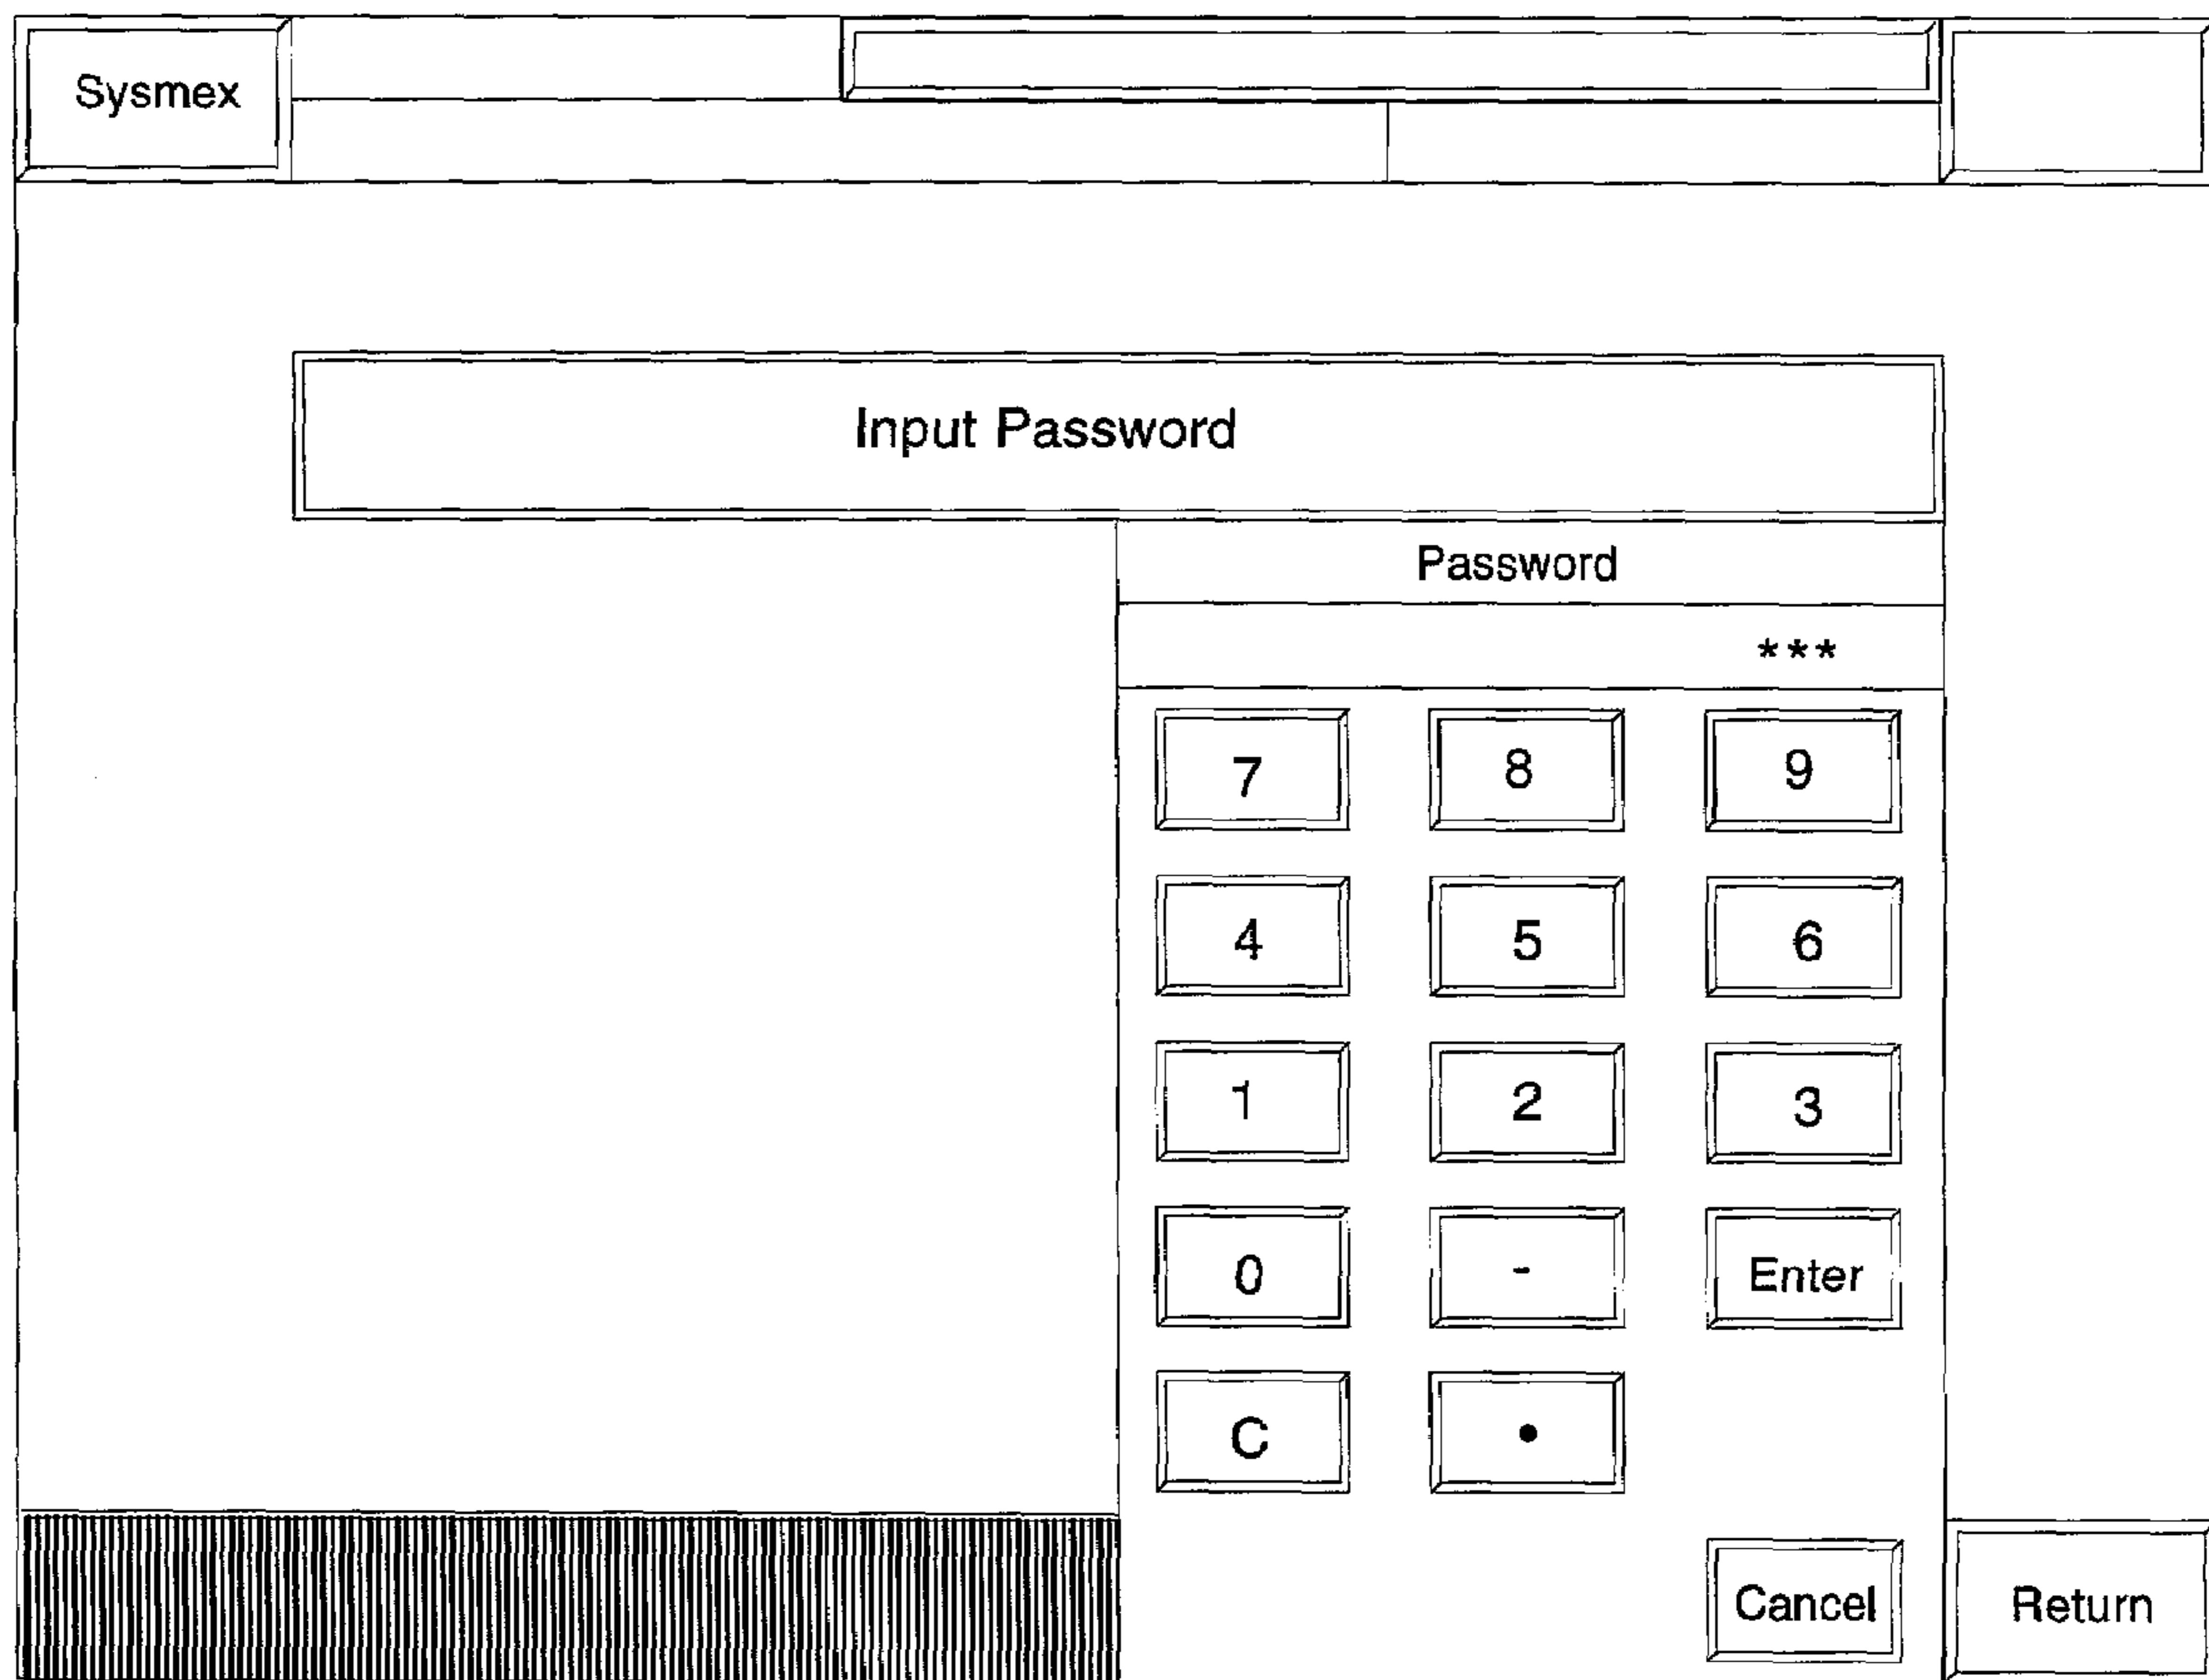 Sysmex
Input Password
Password
***
7 8 9
4 5 6
1 2 3
0 - Enter
C •
Cancel Return